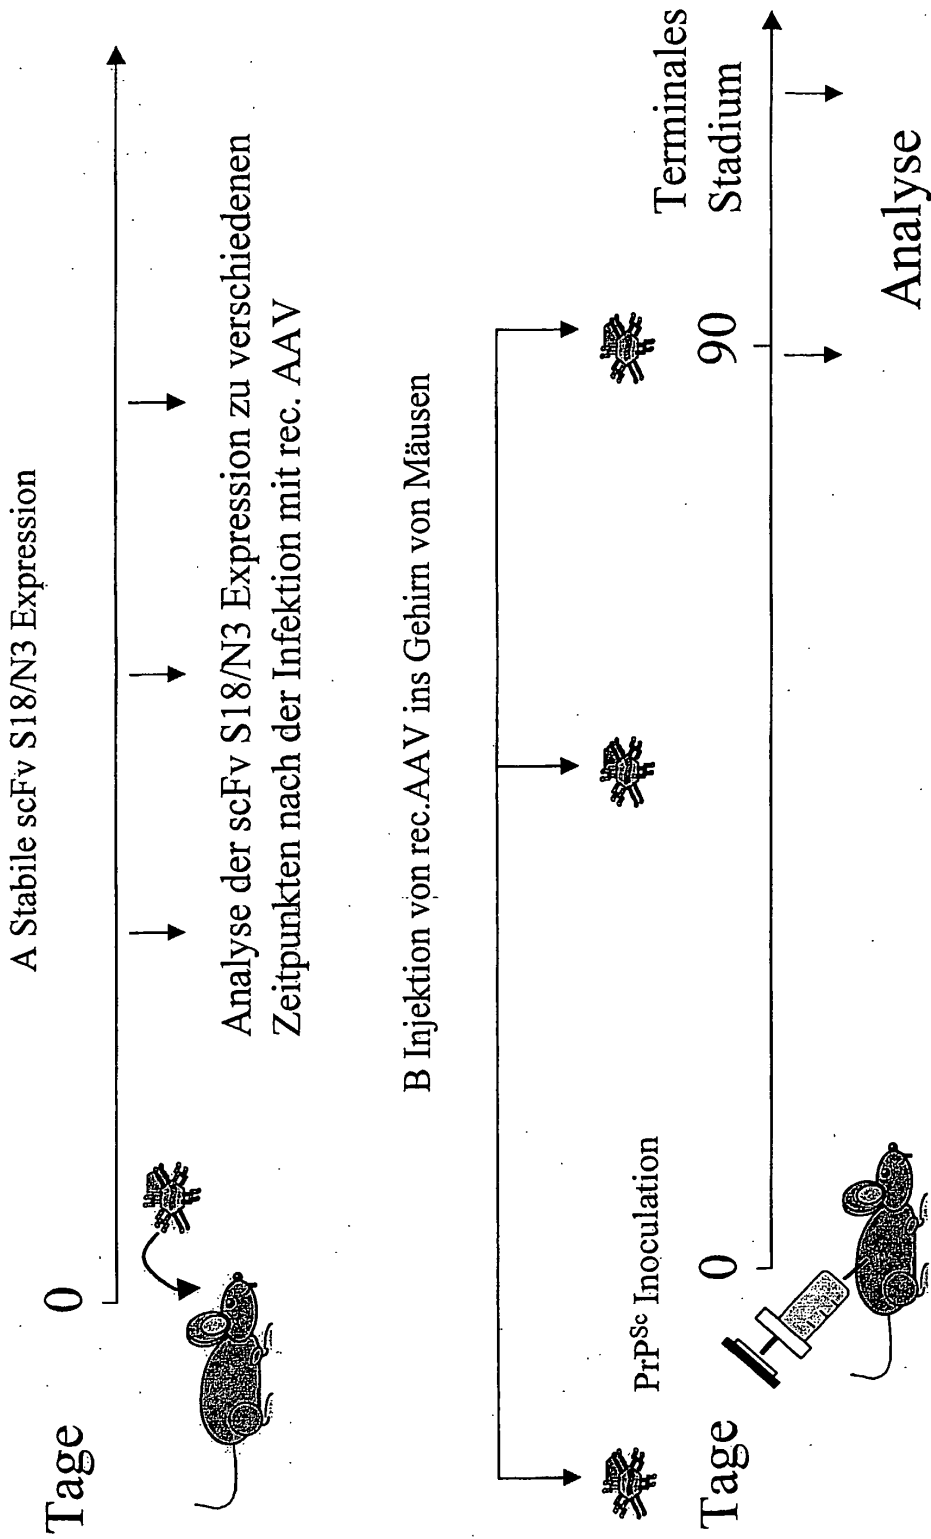 A Stabile scFv S18/N3 Expression
Tage
0
Analyse der scFv S18/N3 Expression zu verschiedenen
Zeitpunkten nach der Infektion mit rec. AAV
B Injektion von rec.AAV ins Gehirn von Mäusen
PrPSc Inoculation
Terminales
Stadium
Tage
0
90
Analyse